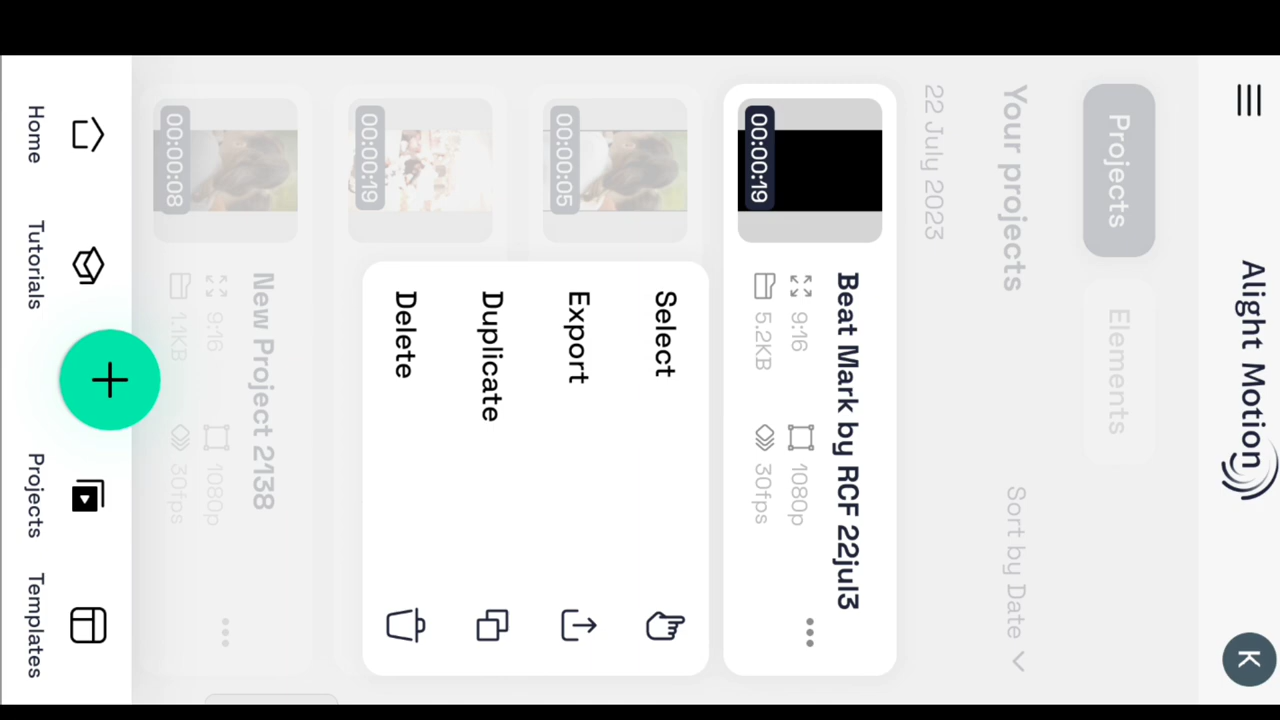 Alight Motion
K
Projects
Elements
Your projects
Sort by Date
22 July 2023
00:00:19
Beat Mark by RCF 22jul3
9:16
1080p
5.2KB
30fps
Select
Export
Duplicate
Delete
00:00:05
00:00:19
00:00:08
New Project 2138
9:16
1080p
1.1KB
30fps
Home
Tutorials
Projects
Templates